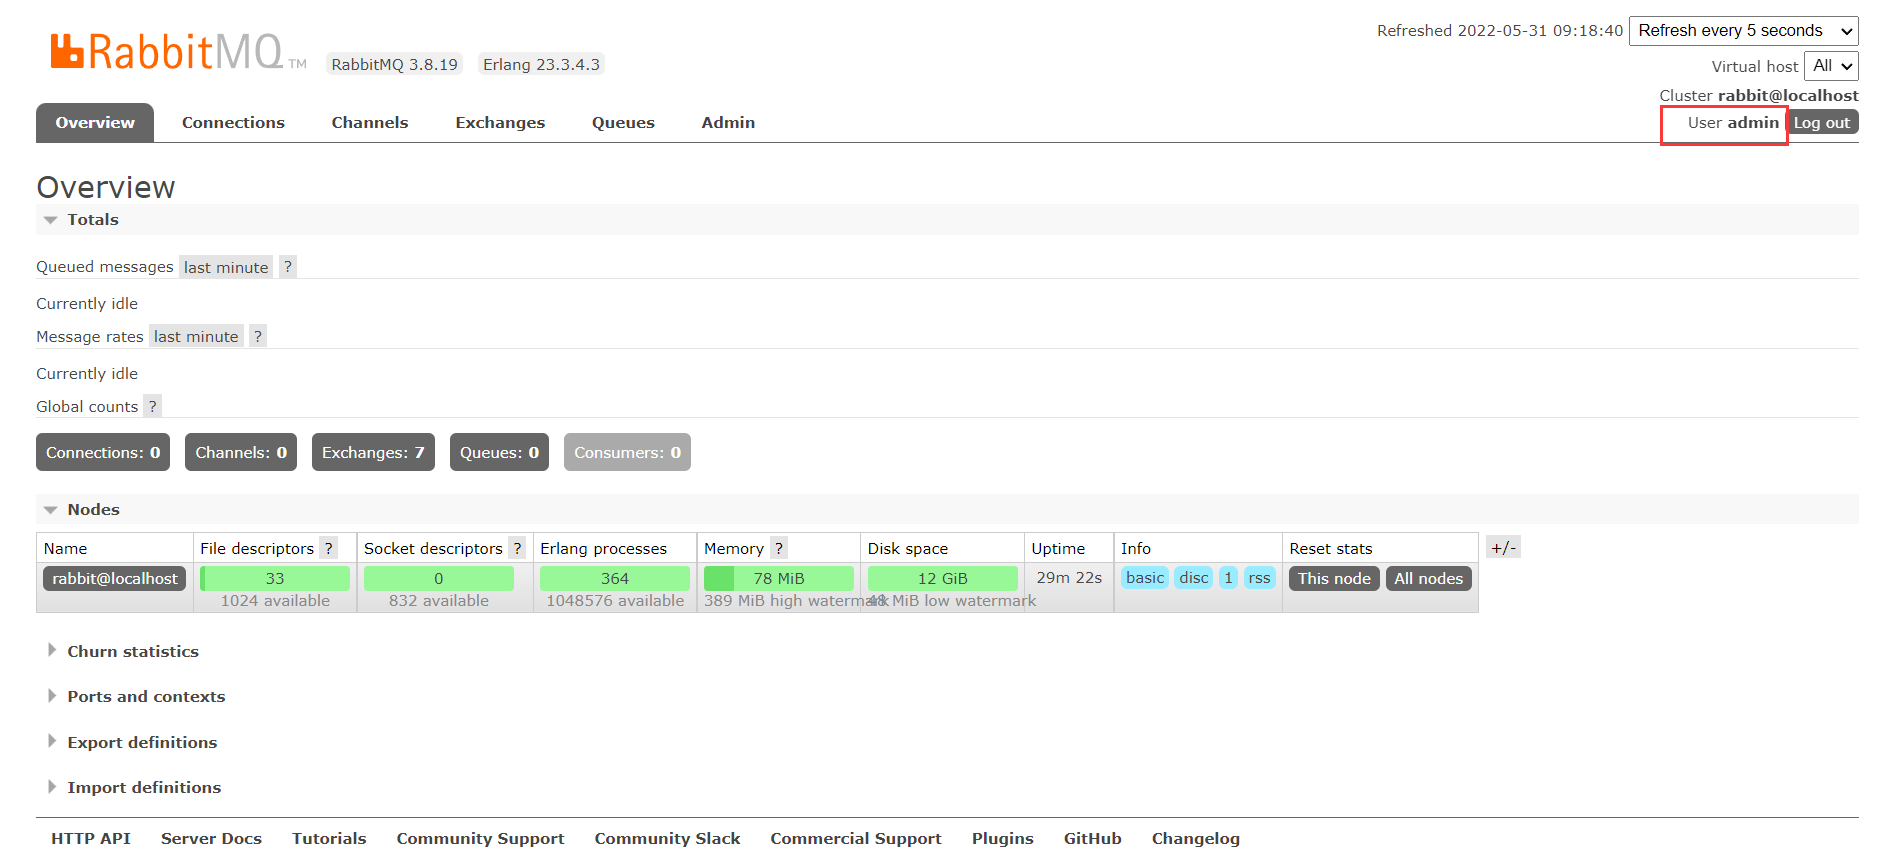 RabbitMQ TM RabbitMQ 3.8.19 Erlang 23.3.4.3
Refreshed 2022-05-31 09:18:40 Refresh every 5 seconds
Virtual host All
Cluster rabbit@localhost
User admin Log out
Overview Connections Channels Exchanges Queues Admin
Overview
Totals
Queued messages last minute ?
Currently idle
Message rates last minute ?
Currently idle
Global counts ?
Connections: 0 Channels: 0 Exchanges: 7 Queues: 0 Consumers: 0
Nodes
Name File descriptors ? Socket descriptors ? Erlang processes Memory ? Disk space Uptime Info Reset stats +/-
rabbit@localhost 33 0 364 78 MiB 12 GiB 29m 22s basic disc 1 rss This node All nodes
1024 available 832 available 1048576 available 389 MiB high watermark 48 MiB low watermark
Churn statistics
Ports and contexts
Export definitions
Import definitions
HTTP API Server Docs Tutorials Community Support Community Slack Commercial Support Plugins GitHub Changelog